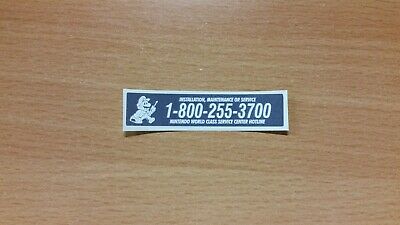 INSTALLATION, MAINTENANCE OR SERVICE
1-800-255-3700
NINTENDO WORLD CLASS SERVICE CENTER HOTLINE